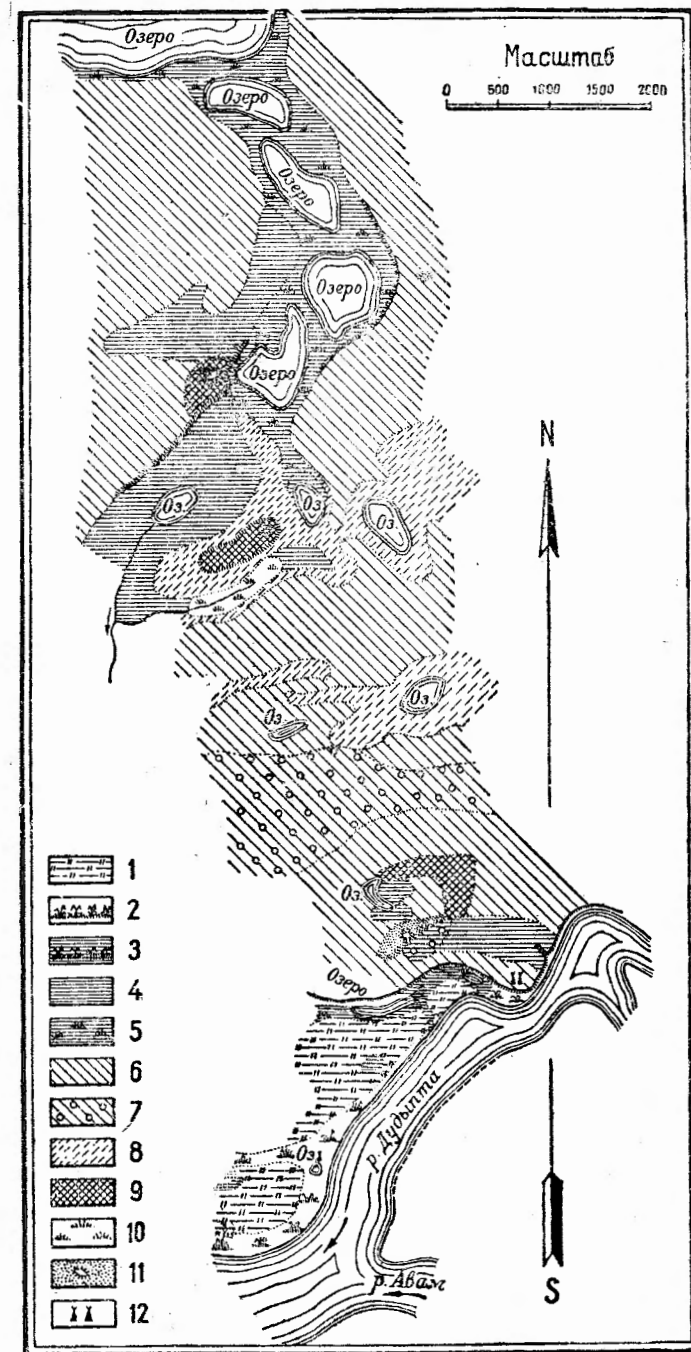 Озеро
Масштаб
0 500 1000 1500 2000
Озеро
Озеро
Озеро
Озеро
N
Оз.
Оз.
Оз.
Оз.
Оз.
1
2
3
4
5
6
7
8
9
10
11
12
Оз.
Озеро
р. Дудыпта
Оз.
р. Авам
S